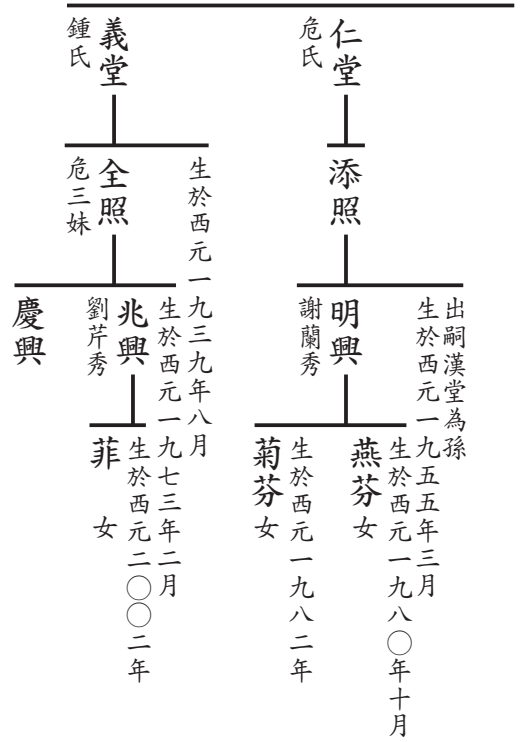 仁堂
危氏
添照
出嗣漢堂為孫
生於西元一九五五年三月
明興
謝蘭秀
生於西元一九八〇年十月
燕芬 女
生於西元一九八二年
菊芬 女
義堂
鍾氏
生於西元一九三九年八月
全照
危三妹
生於西元一九七三年二月
兆興
劉芹秀
生於西元二〇〇二年
菲 女
慶興